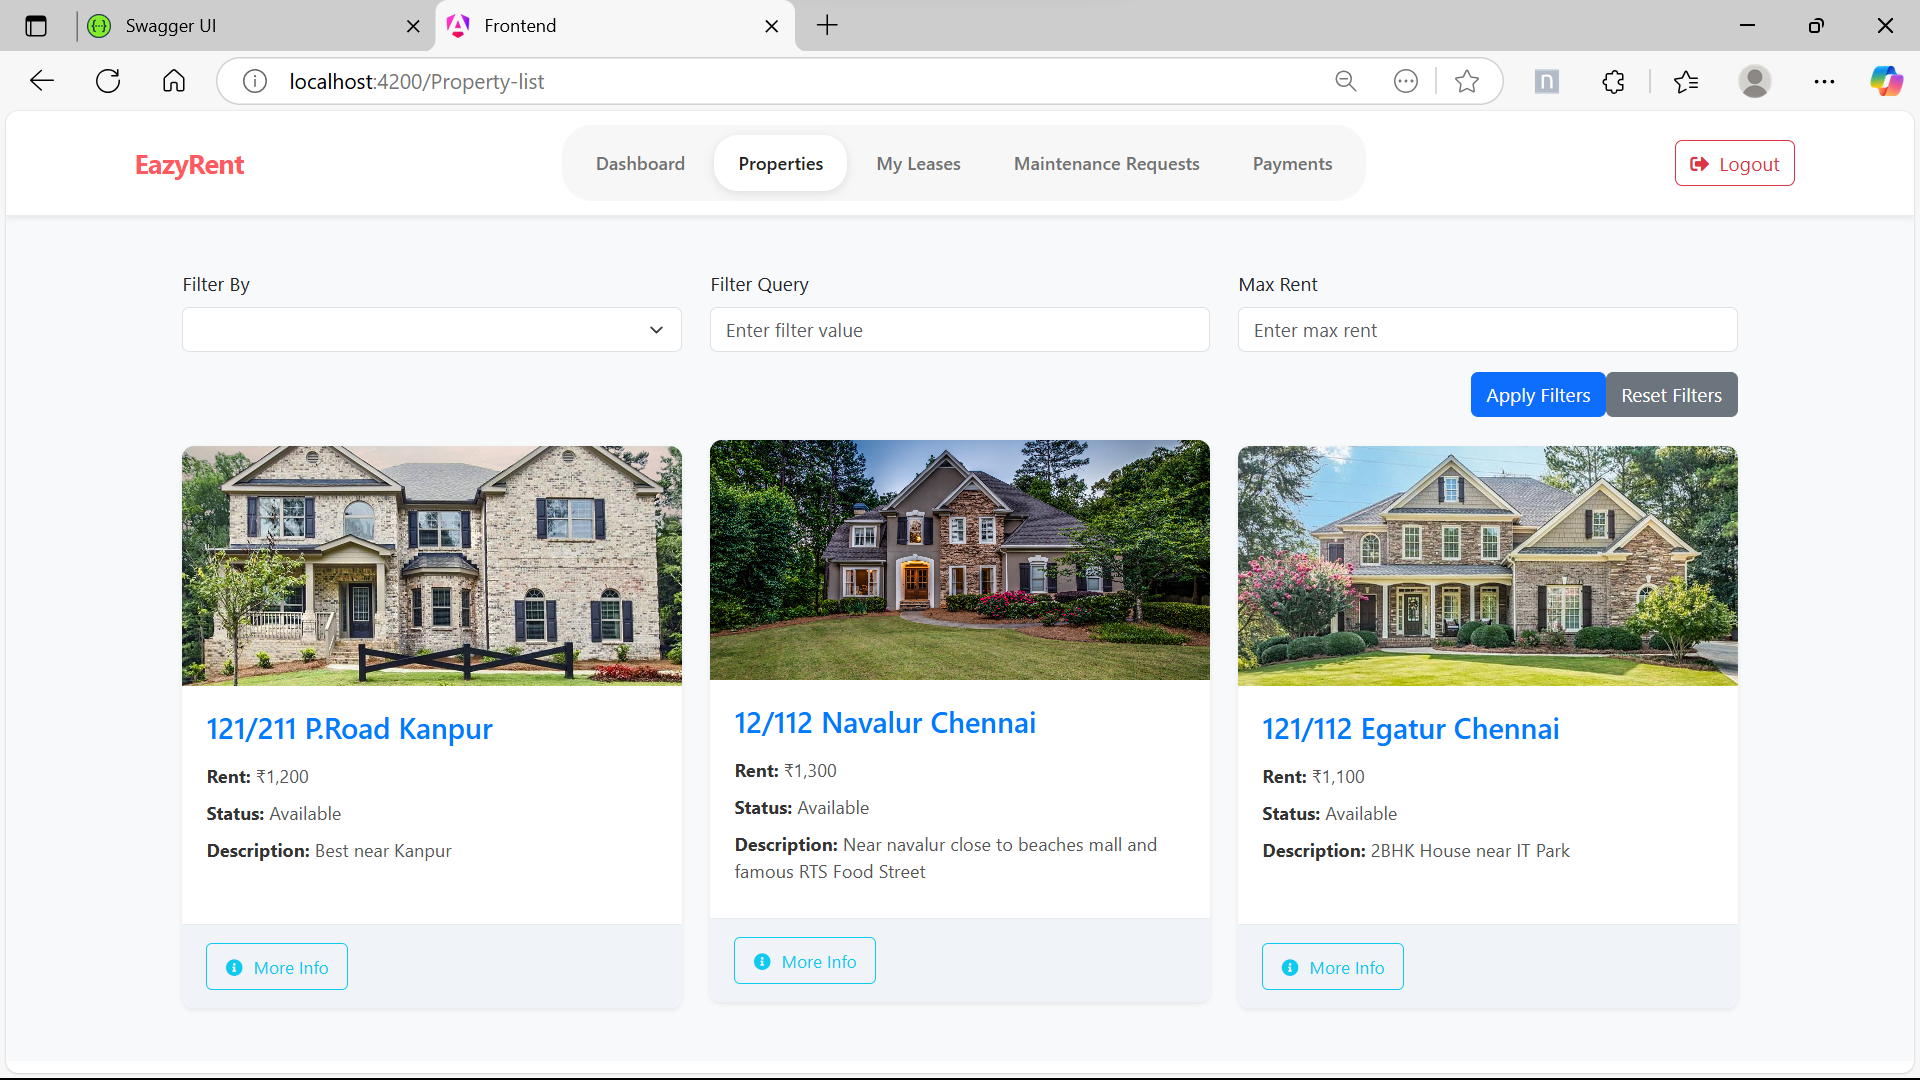 Swagger UI
Frontend
localhost:4200/Property-list
n
EazyRent
Dashboard
Properties
My Leases
Maintenance Requests
Payments
Logout
Filter By
Filter Query
Max Rent
Enter filter value
Enter max rent
Apply Filters
Reset Filters
121/211 P.Road Kanpur
Rent: ₹1,200
Status: Available
Description: Best near Kanpur
More Info
12/112 Navalur Chennai
Rent: ₹1,300
Status: Available
Description: Near navalur close to beaches mall and
famous RTS Food Street
More Info
121/112 Egatur Chennai
Rent: ₹1,100
Status: Available
Description: 2BHK House near IT Park
More Info